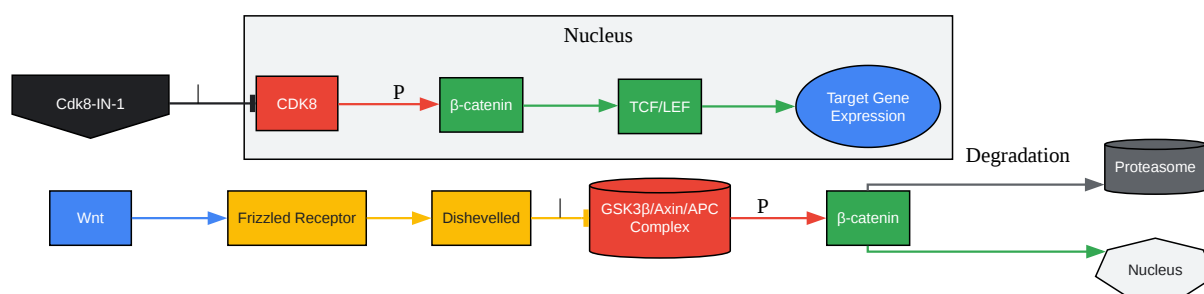 Nucleus
Cdk8-IN-1
CDK8
P
β-catenin
TCF/LEF
Target Gene
Expression
Degradation
Proteasome
Wnt
Frizzled Receptor
Dishevelled
GSK3β/Axin/APC
Complex
P
β-catenin
Nucleus